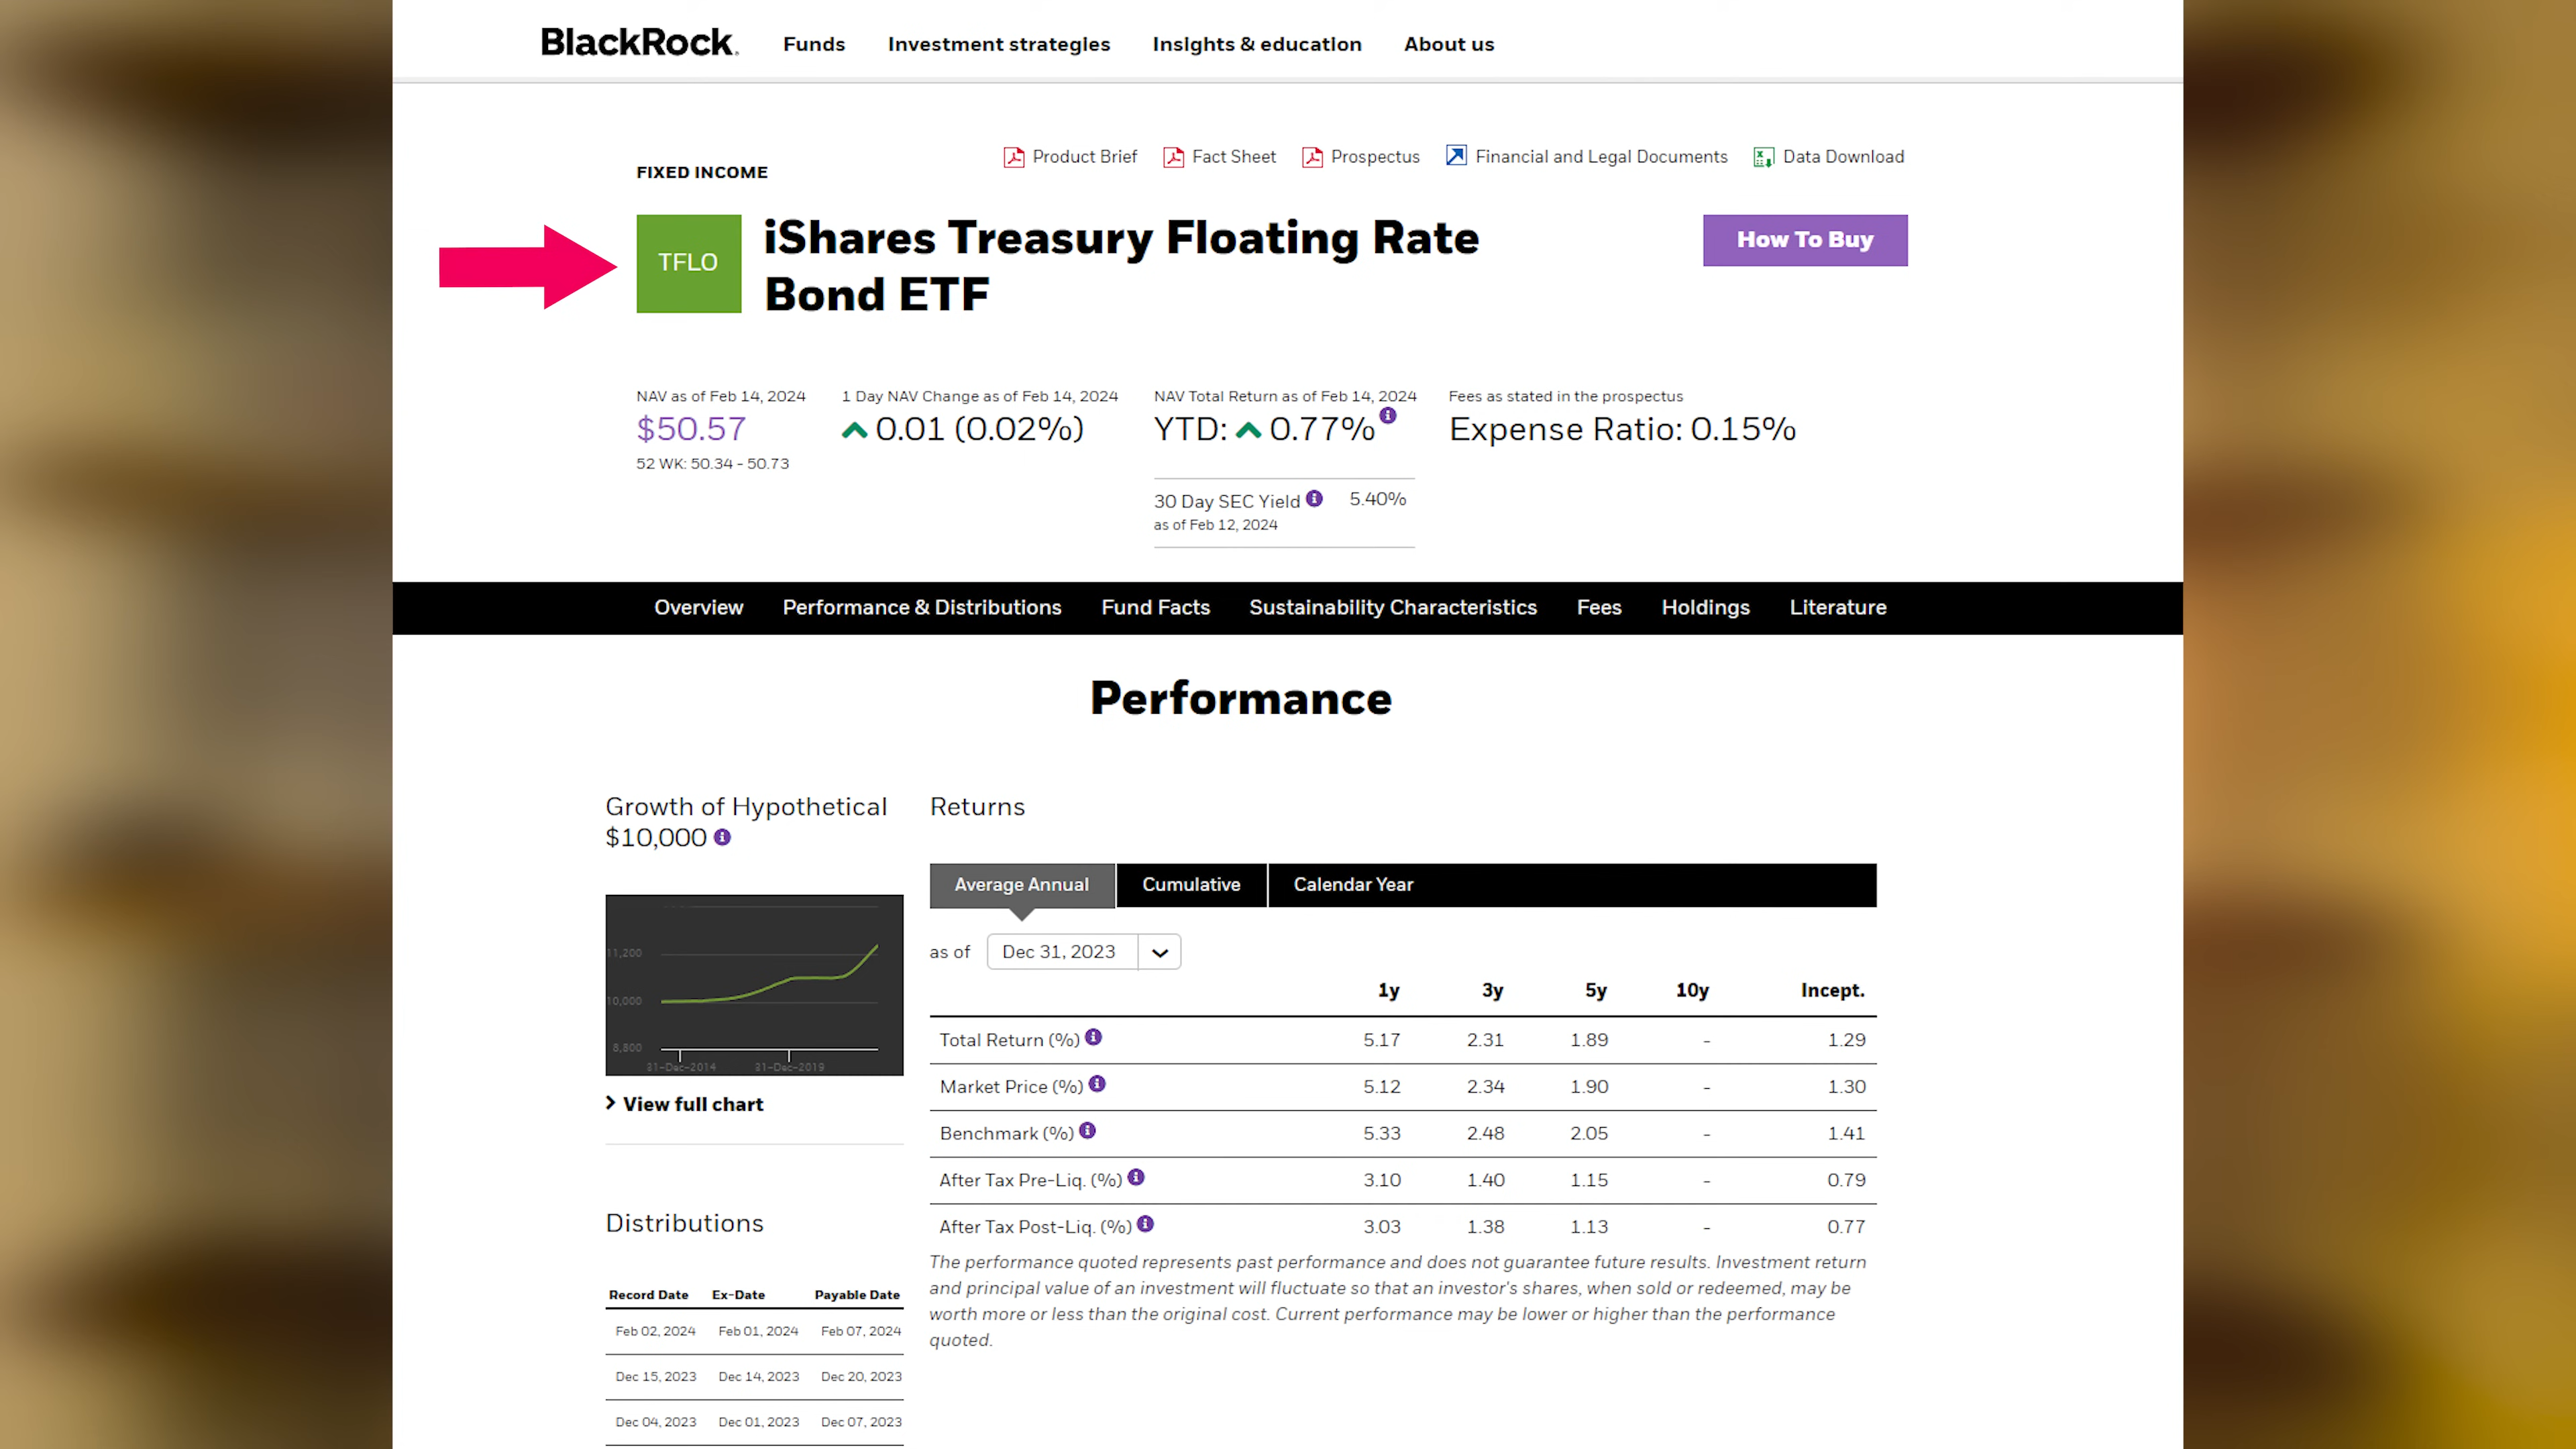 BlackRock.
Funds
Investment strategies
Insights & education
About us
Product Brief
Fact Sheet
Prospectus
Financial and Legal Documents
Data Download
FIXED INCOME
TFLO
iShares Treasury Floating Rate
Bond ETF
How To Buy
NAV as of Feb 14, 2024
$50.57
52 WK: 50.34 - 50.73
1 Day NAV Change as of Feb 14, 2024
0.01 (0.02%)
NAV Total Return as of Feb 14, 2024
YTD: 0.77%
Fees as stated in the prospectus
Expense Ratio: 0.15%
30 Day SEC Yield 5.40%
as of Feb 12, 2024
Overview
Performance & Distributions
Fund Facts
Sustainability Characteristics
Fees
Holdings
Literature
Performance
Growth of Hypothetical
$10,000
11,200
10,000
8,800
31-Dec-2014 31-Dec-2019
View full chart
Returns
Average Annual
Cumulative
Calendar Year
as of Dec 31, 2023
1y 3y 5y 10y Incept.
Total Return (%) 5.17 2.31 1.89 - 1.29
Market Price (%) 5.12 2.34 1.90 - 1.30
Benchmark (%) 5.33 2.48 2.05 - 1.41
After Tax Pre-Liq. (%) 3.10 1.40 1.15 - 0.79
After Tax Post-Liq. (%) 3.03 1.38 1.13 - 0.77
The performance quoted represents past performance and does not guarantee future results. Investment return
and principal value of an investment will fluctuate so that an investor's shares, when sold or redeemed, may be
worth more or less than the original cost. Current performance may be lower or higher than the performance
quoted.
Distributions
Record Date Ex-Date Payable Date
Feb 02, 2024 Feb 01, 2024 Feb 07, 2024
Dec 15, 2023 Dec 14, 2023 Dec 20, 2023
Dec 04, 2023 Dec 01, 2023 Dec 07, 2023